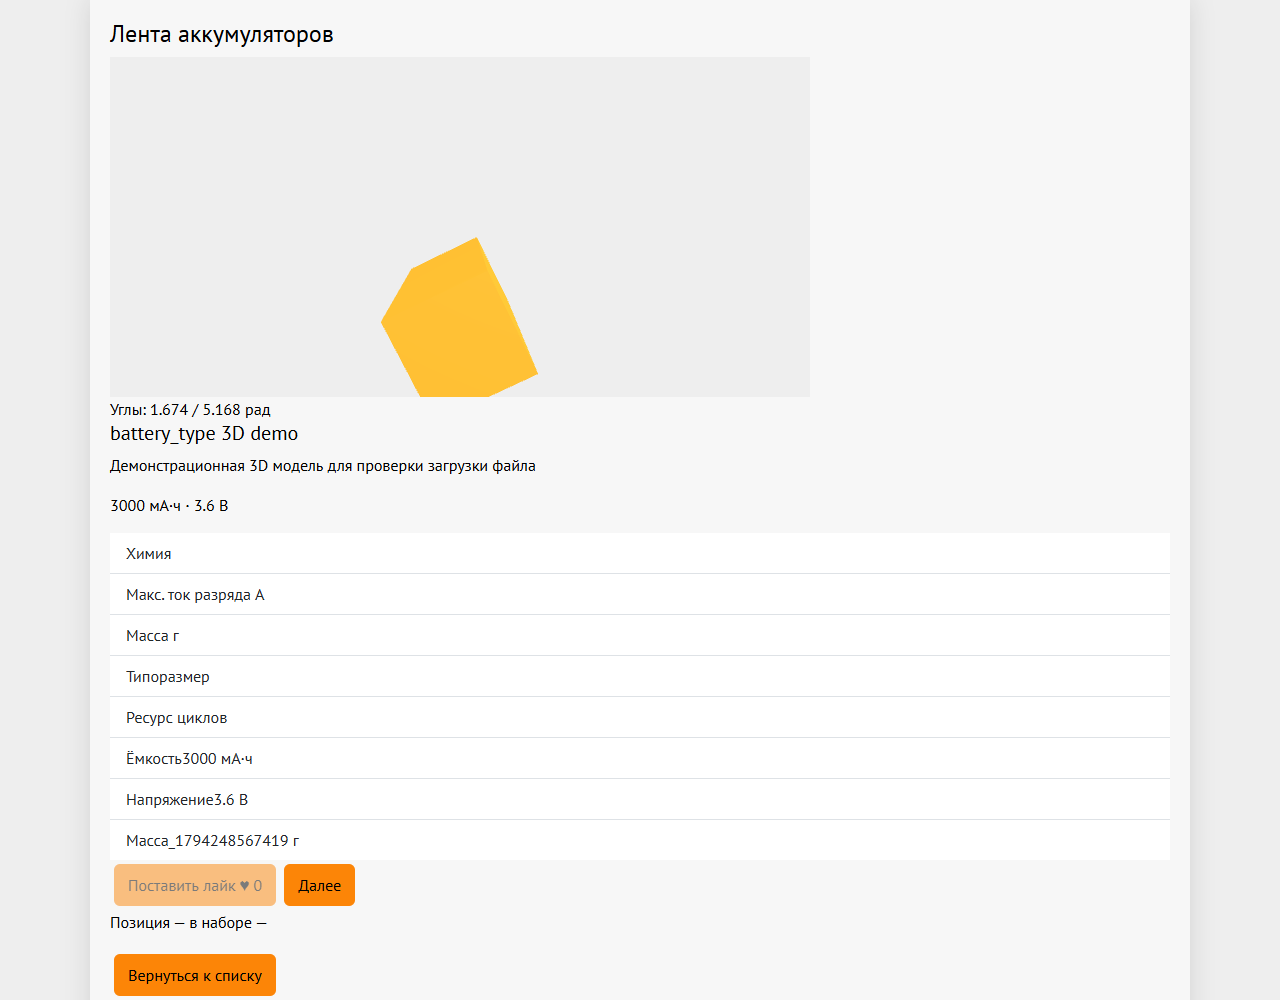 Лента аккумуляторов
Углы: 1.674 / 5.168 рад
battery_type 3D demo
Демонстрационная 3D модель для проверки загрузки файла
3000 мА·ч · 3.6 В
Химия
Макс. ток разряда А
Масса г
Типоразмер
Ресурс циклов
Ёмкость3000 мА·ч
Напряжение3.6 В
Масса_1794248567419 г
Поставить лайк ♥ 0 Далее
Позиция — в наборе —
Вернуться к списку